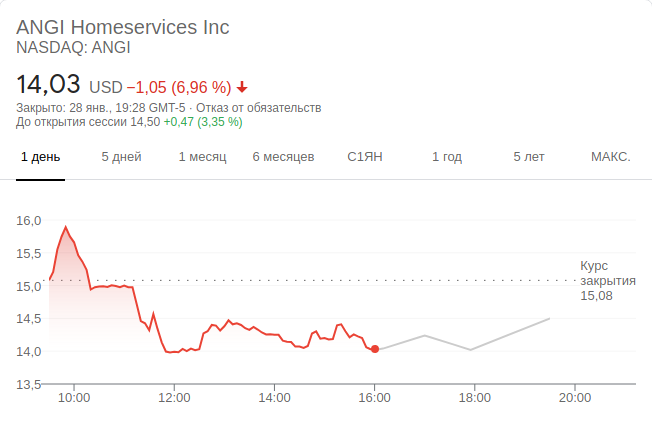 ANGI Homeservices Inc
NASDAQ: ANGI
14,03 USD −1,05 (6,96 %)
Закрыто: 28 янв., 19:28 GMT-5 · Отказ от обязательств
До открытия сессии 14,50 +0,47 (3,35 %)
1 день 5 дней 1 месяц 6 месяцев С1ЯН 1 год 5 лет МАКС.
16,0
15,5
Курс
закрытия
15,08
15,0
14,5
14,0
13,5
10:00 12:00 14:00 16:00 18:00 20:00